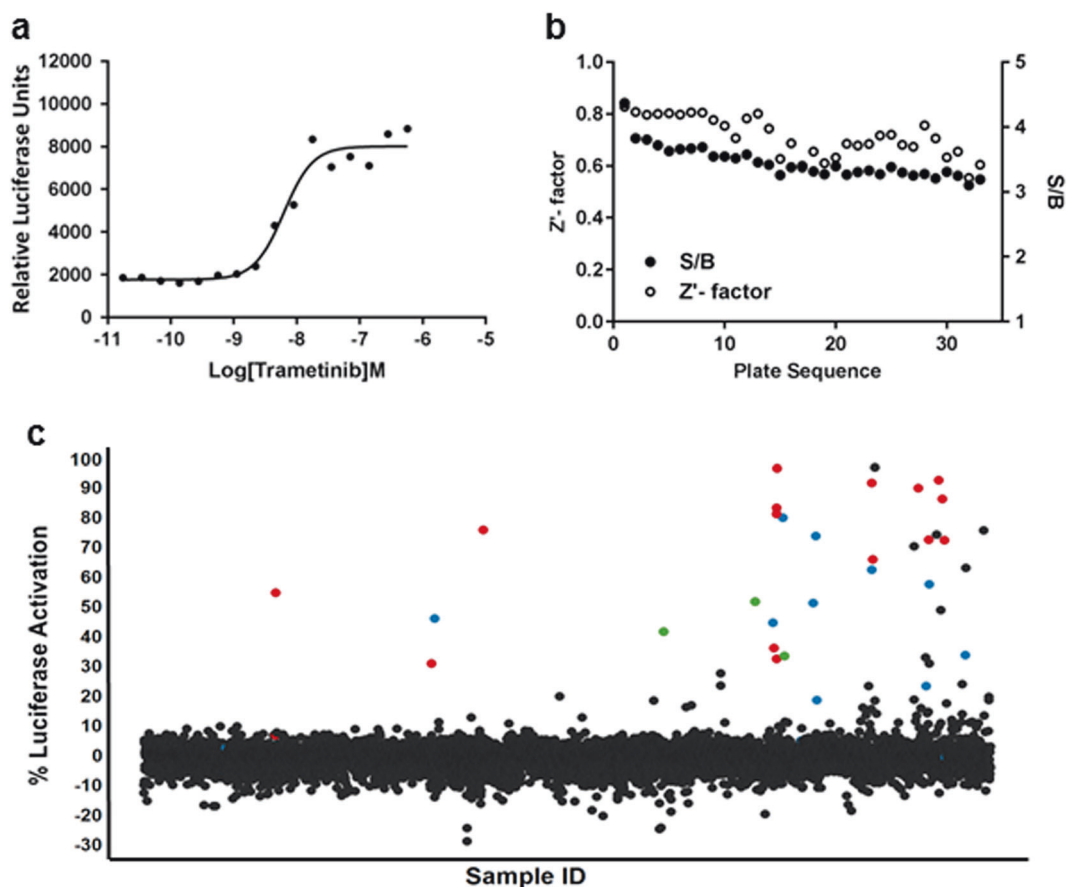 a
Relative Luciferase Units
12000
10000
8000
6000
4000
2000
0
-11 -10 -9 -8 -7 -6 -5
Log[Trametinib]M
b
Z'- factor
1.0
0.8
0.6
0.4
0.2
0.0
S/B
Z'- factor
0 10 20 30
Plate Sequence
5
4
3
2
1
S/B
c
% Luciferase Activation
100
90
80
70
60
50
40
30
20
10
0
-10
-20
-30
Sample ID